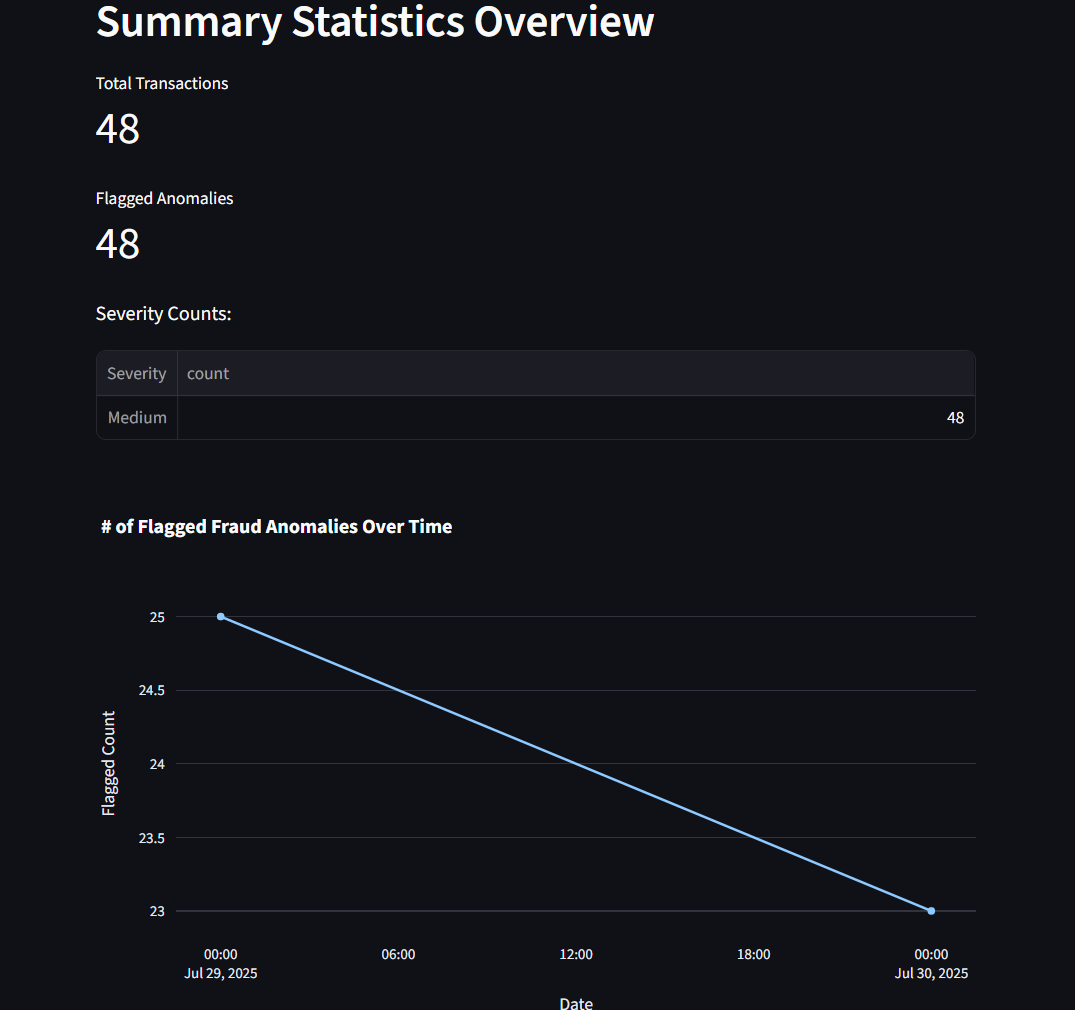 Summary Statistics Overview
Total Transactions
48
Flagged Anomalies
48
Severity Counts:
Severity count
Medium 48
# of Flagged Fraud Anomalies Over Time
25
24.5
24
23.5
23
Flagged Count
00:00 06:00 12:00 18:00 00:00
Jul 29, 2025 Jul 30, 2025
Date